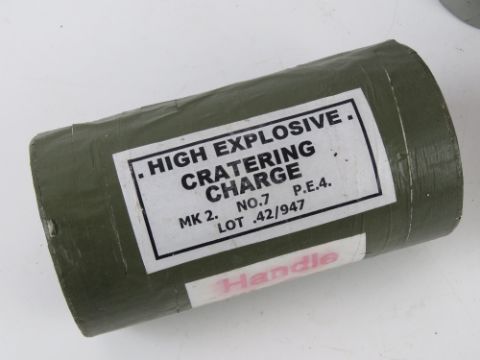 . HIGH EXPLOSIVE .
CRATERING
CHARGE
MK 2. NO.7 P.E.4.
LOT .42/947
Handle